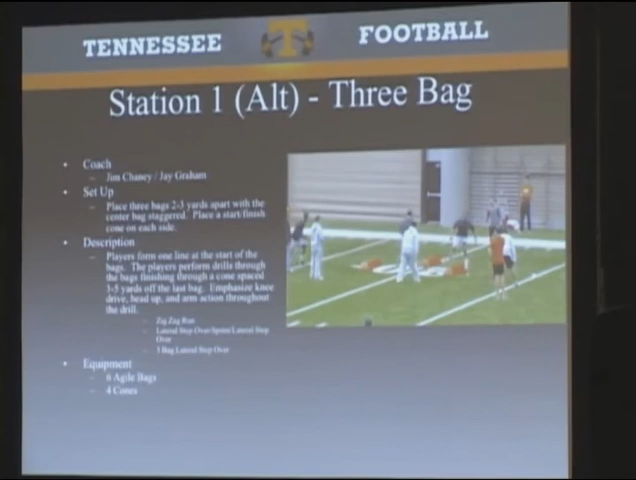 TENNESSEE T FOOTBALL
Station 1 (Alt) - Three Bag
• Coach
– Jim Chaney / Jay Graham
• Set Up
– Place three bags 2-3 yards apart with the
center bag staggered. Place a start/finish
cone on each side.
• Description
– Players form one line at the start of the
bags. The players perform drills through
the bags finishing through a cone spaced
3-5 yards off the last bag. Emphasize knee
drive, head up, and arm action throughout
the drill.
– Zig Zag Run
– Lateral Step Over/Sprint/Lateral Step
Over
– 3 Bag Lateral Step Over
• Equipment
– 6 Agile Bags
– 4 Cones